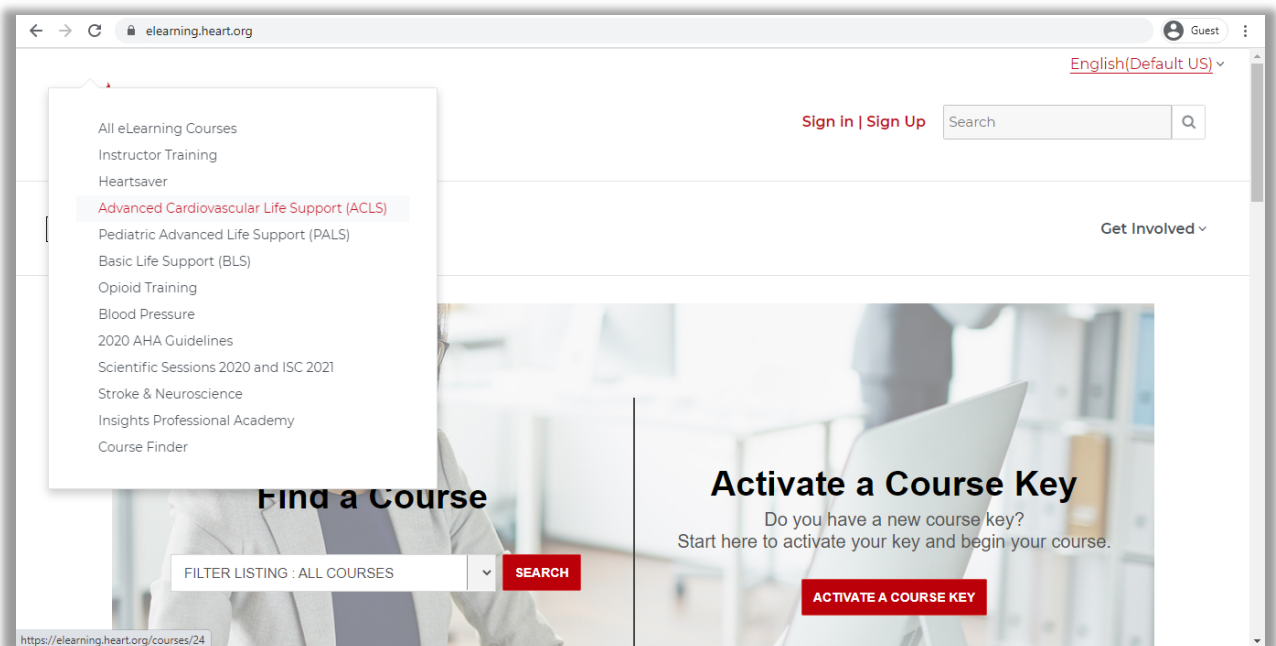 elearning.heart.org
Guest
English(Default US)
Sign in | Sign Up
Search
All eLearning Courses
Instructor Training
Heartsaver
Advanced Cardiovascular Life Support (ACLS)
Pediatric Advanced Life Support (PALS)
Basic Life Support (BLS)
Opioid Training
Blood Pressure
2020 AHA Guidelines
Scientific Sessions 2020 and ISC 2021
Stroke & Neuroscience
Insights Professional Academy
Course Finder
Get Involved
Find a Course
FILTER LISTING : ALL COURSES
SEARCH
Activate a Course Key
Do you have a new course key?
Start here to activate your key and begin your course.
ACTIVATE A COURSE KEY
https://elearning.heart.org/courses/24